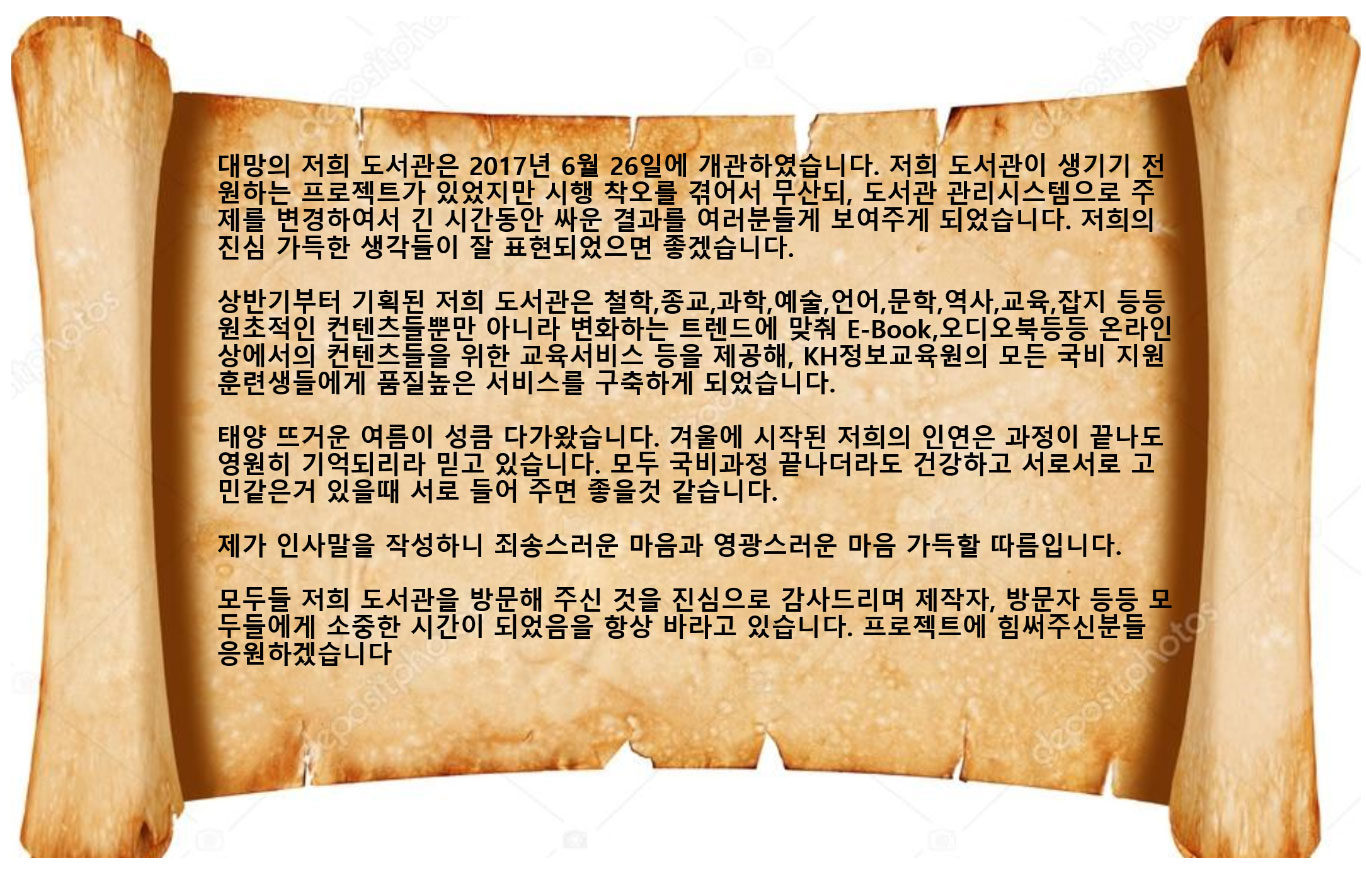 대망의 저희 도서관은 2017년 6월 26일에 개관하였습니다. 저희 도서관이 생기기 전
원하는 프로젝트가 있었지만 시행 착오를 겪어서 무산되, 도서관 관리시스템으로 주
제를 변경하여서 긴 시간동안 싸운 결과를 여러분들게 보여주게 되었습니다. 저희의
진심 가득한 생각들이 잘 표현되었으면 좋겠습니다.
상반기부터 기획된 저희 도서관은 철학,종교,과학,예술,언어,문학,역사,교육,잡지 등등
원초적인 컨텐츠들뿐만 아니라 변화하는 트렌드에 맞춰 E-Book,오디오북등등 온라인
상에서의 컨텐츠들을 위한 교육서비스 등을 제공해, KH정보교육원의 모든 국비 지원
훈련생들에게 품질높은 서비스를 구축하게 되었습니다.
태양 뜨거운 여름이 성큼 다가왔습니다. 겨울에 시작된 저희의 인연은 과정이 끝나도
영원히 기억되리라 믿고 있습니다. 모두 국비과정 끝나더라도 건강하고 서로서로 고
민같은거 있을때 서로 들어 주면 좋을것 같습니다.
제가 인사말을 작성하니 죄송스러운 마음과 영광스러운 마음 가득할 따름입니다.
모두들 저희 도서관을 방문해 주신 것을 진심으로 감사드리며 제작자, 방문자 등등 모
두들에게 소중한 시간이 되었음을 항상 바라고 있습니다. 프로젝트에 힘써주신분들
응원하겠습니다
depositphotos